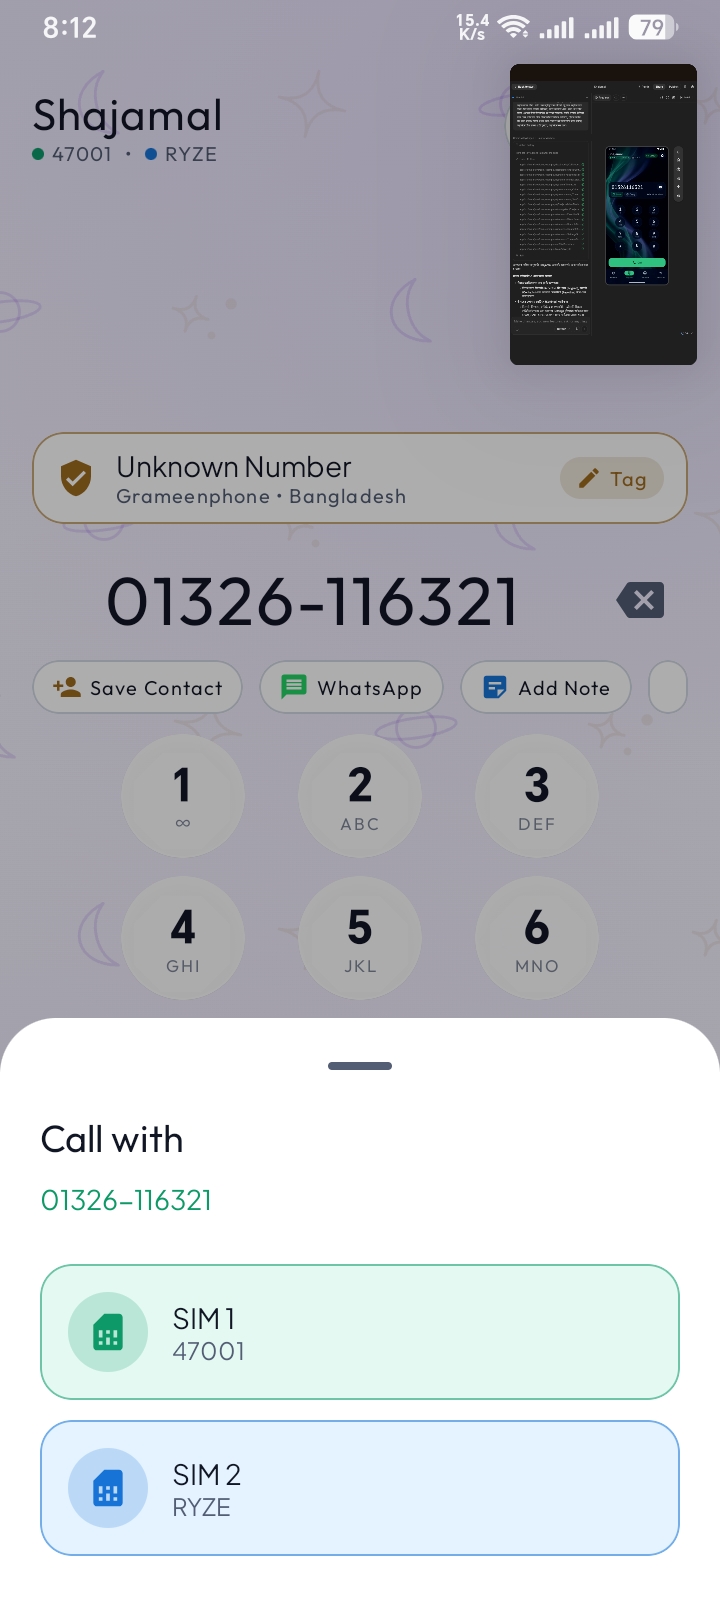 8:12
15.4
K/s
79
Shajamal
47001 • RYZE
Unknown Number
Grameenphone • Bangladesh
Tag
01326-116321
Save Contact
WhatsApp
Add Note
1
2
3
∞
ABC
DEF
4
5
6
GHI
JKL
MNO
Call with
01326-116321
SIM 1
47001
SIM 2
RYZE